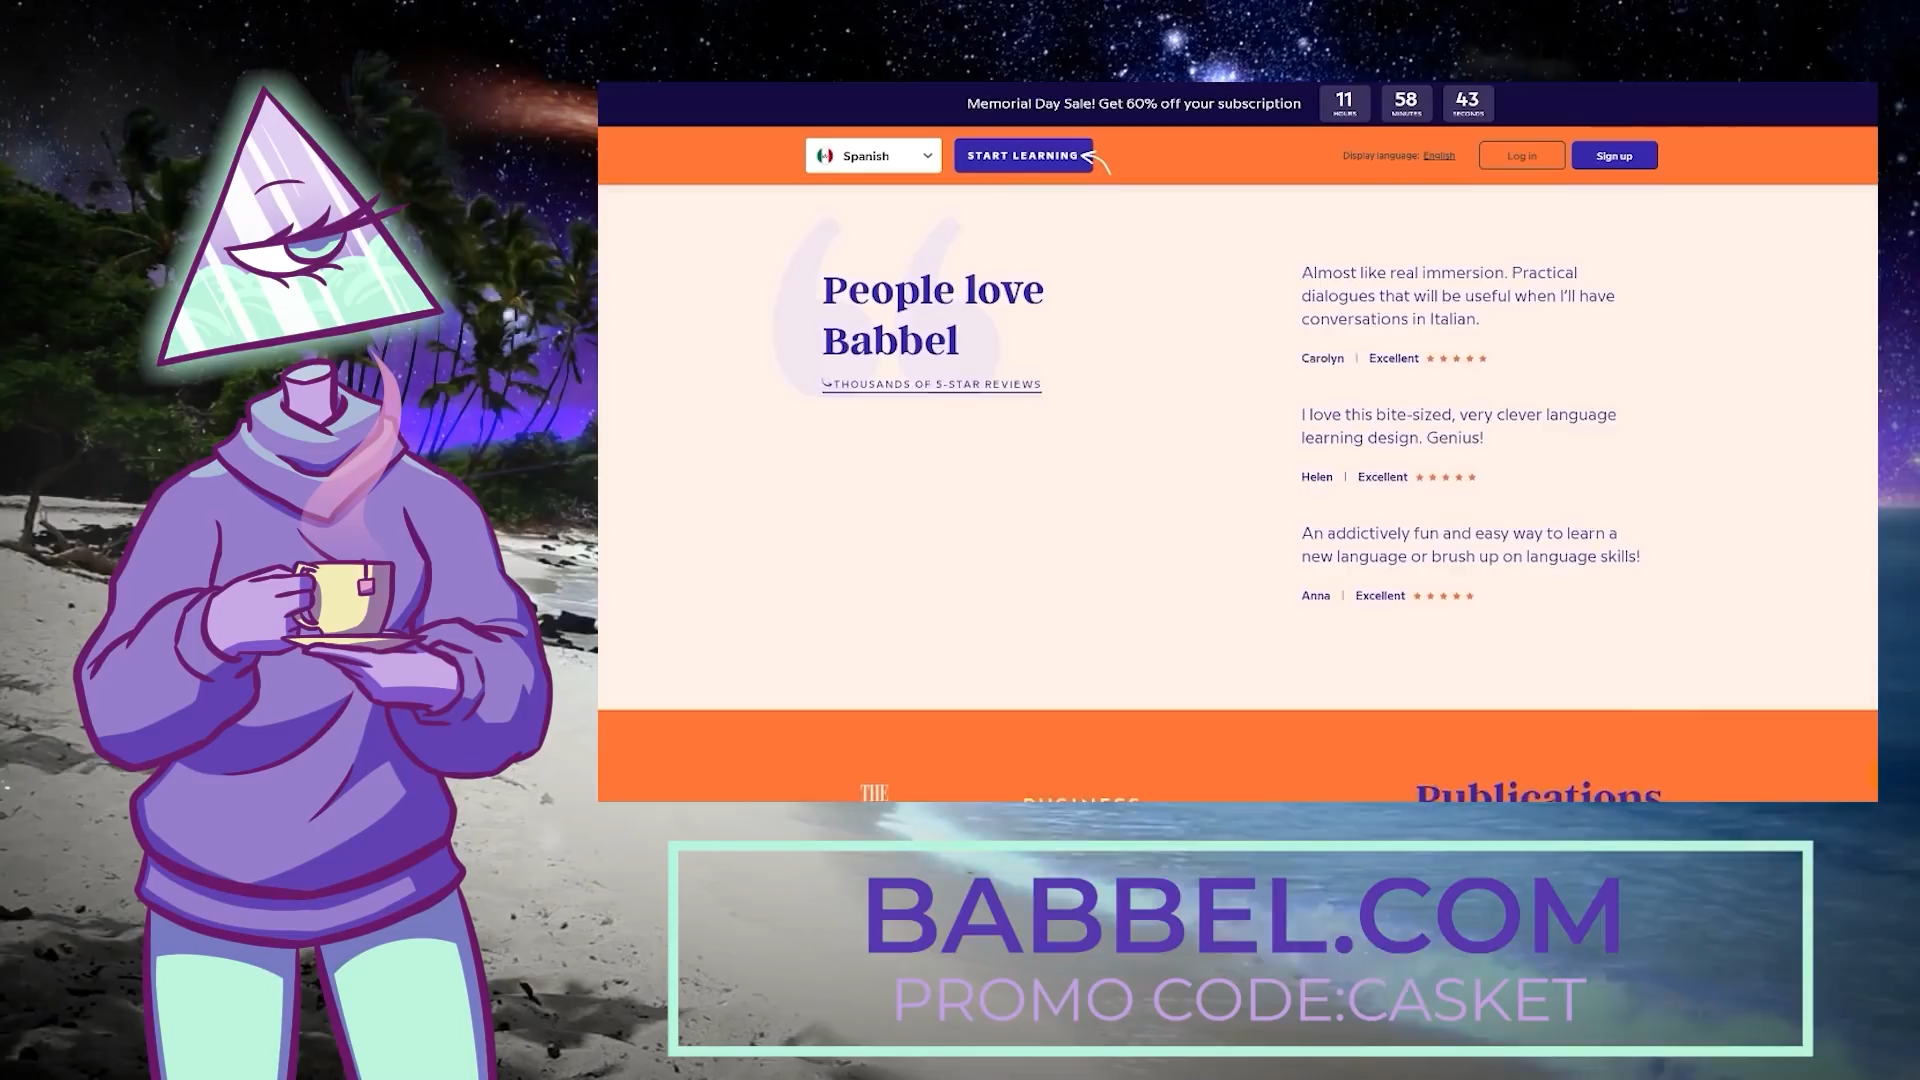 Memorial Day Sale! Get 60% off your subscription
11 58 43
HOURS MINUTES SECONDS
Spanish
START LEARNING
Display language: English
Log in
Sign up
People love
Babbel
THOUSANDS OF 5-STAR REVIEWS
Almost like real immersion. Practical
dialogues that will be useful when I'll have
conversations in Italian.
Carolyn | Excellent
I love this bite-sized, very clever language
learning design. Genius!
Helen | Excellent
An addictively fun and easy way to learn a
new language or brush up on language skills!
Anna | Excellent
THE
BUSINESS
Publications
BABBEL.COM
PROMO CODE:CASKET